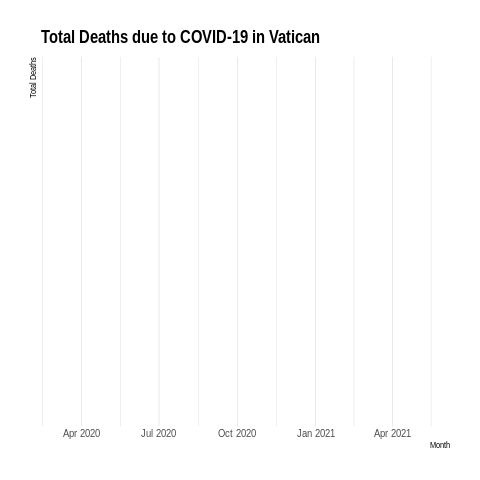 Total Deaths due to COVID-19 in Vatican
Total Deaths
Apr 2020
Jul 2020
Oct 2020
Jan 2021
Apr 2021
Month